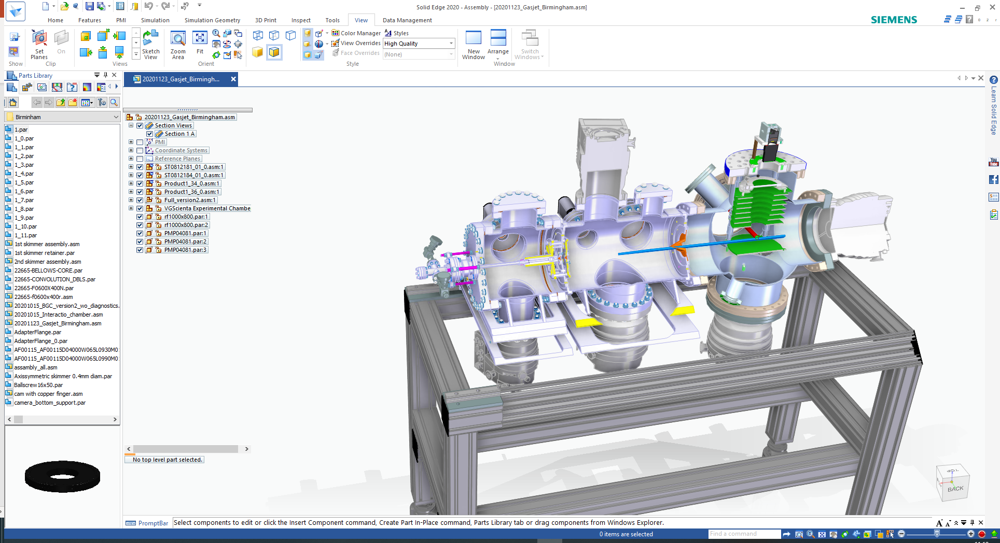 Solid Edge 2020 - Assembly - [20201123_Gasjet_Birmingham.asm]
Home Features PMI Simulation Simulation Geometry 3D Print Inspect Tools View Data Management
SIEMENS
Set Planes
On
Sketch View
Zoom Area
Fit
Color Manager
Styles
View Overrides
High Quality
Face Overrides
(None)
New Window
Arrange
Switch Windows
Show Clip Views Orient Style Window
Parts Library
20201123_Gasjet_Birmingh...
Birminham
1.par
1_0.par
1_1.par
1_2.par
1_3.par
1_4.par
1_5.par
1_6.par
1_7.par
1_8.par
1_9.par
1_10.par
1_11.par
1st skimmer assembly.asm
1st skimmer retainer.par
2nd skimmer assembly.asm
22665-BELLOWS-CORE.par
22665-CONVOLUTION_DBLS.par
22665-F0600X400N.par
22665-f0600x400r.asm
20201015_BGC_version2_wo_diagnostics.
20201015_Interactio_chamber.asm
20201123_Gasjet_Birmingham.asm
AdapterFlange.par
AdapterFlange_0.par
AF00115_AF00115D04000W065L0930M0
AF00115_AF00115D04000W065L0990M0
assambly_all.asm
Axissymmetric skimmer 0.4mm diam.par
Ballscrew16x50.par
cam with copper finger.asm
camera_bottom_support.par
20201123_Gasjet_Birmingham.asm
Section Views
Section 1 A
PMI
Coordinate Systems
Reference Planes
ST0812181_01_0.asm:1
ST0812184_01_0.asm:1
Product1_34_0.asm:1
Product1_36_0.asm:1
Full_version2.asm:1
VGScienta Experimental Chambe
rf1000x800.par:1
rf1000x800.par:2
PMP04081.par:1
PMP04081.par:2
PMP04081.par:3
No top level part selected.
Learn Solid Edge
You Tube
TOP
BACK
PromptBar
Select components to edit or click the Insert Component command, Create Part In-Place command, Parts Library tab or drag components from Windows Explorer.
0 items are selected
Find a command